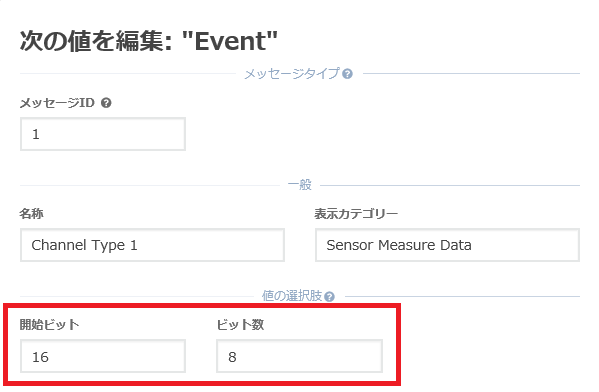 次の値を編集: "Event"
メッセージタイプ ?
メッセージID ?
1
一般
名称 表示カテゴリー
Channel Type 1 Sensor Measure Data
値の選択肢 ?
開始ビット ビット数
16 8